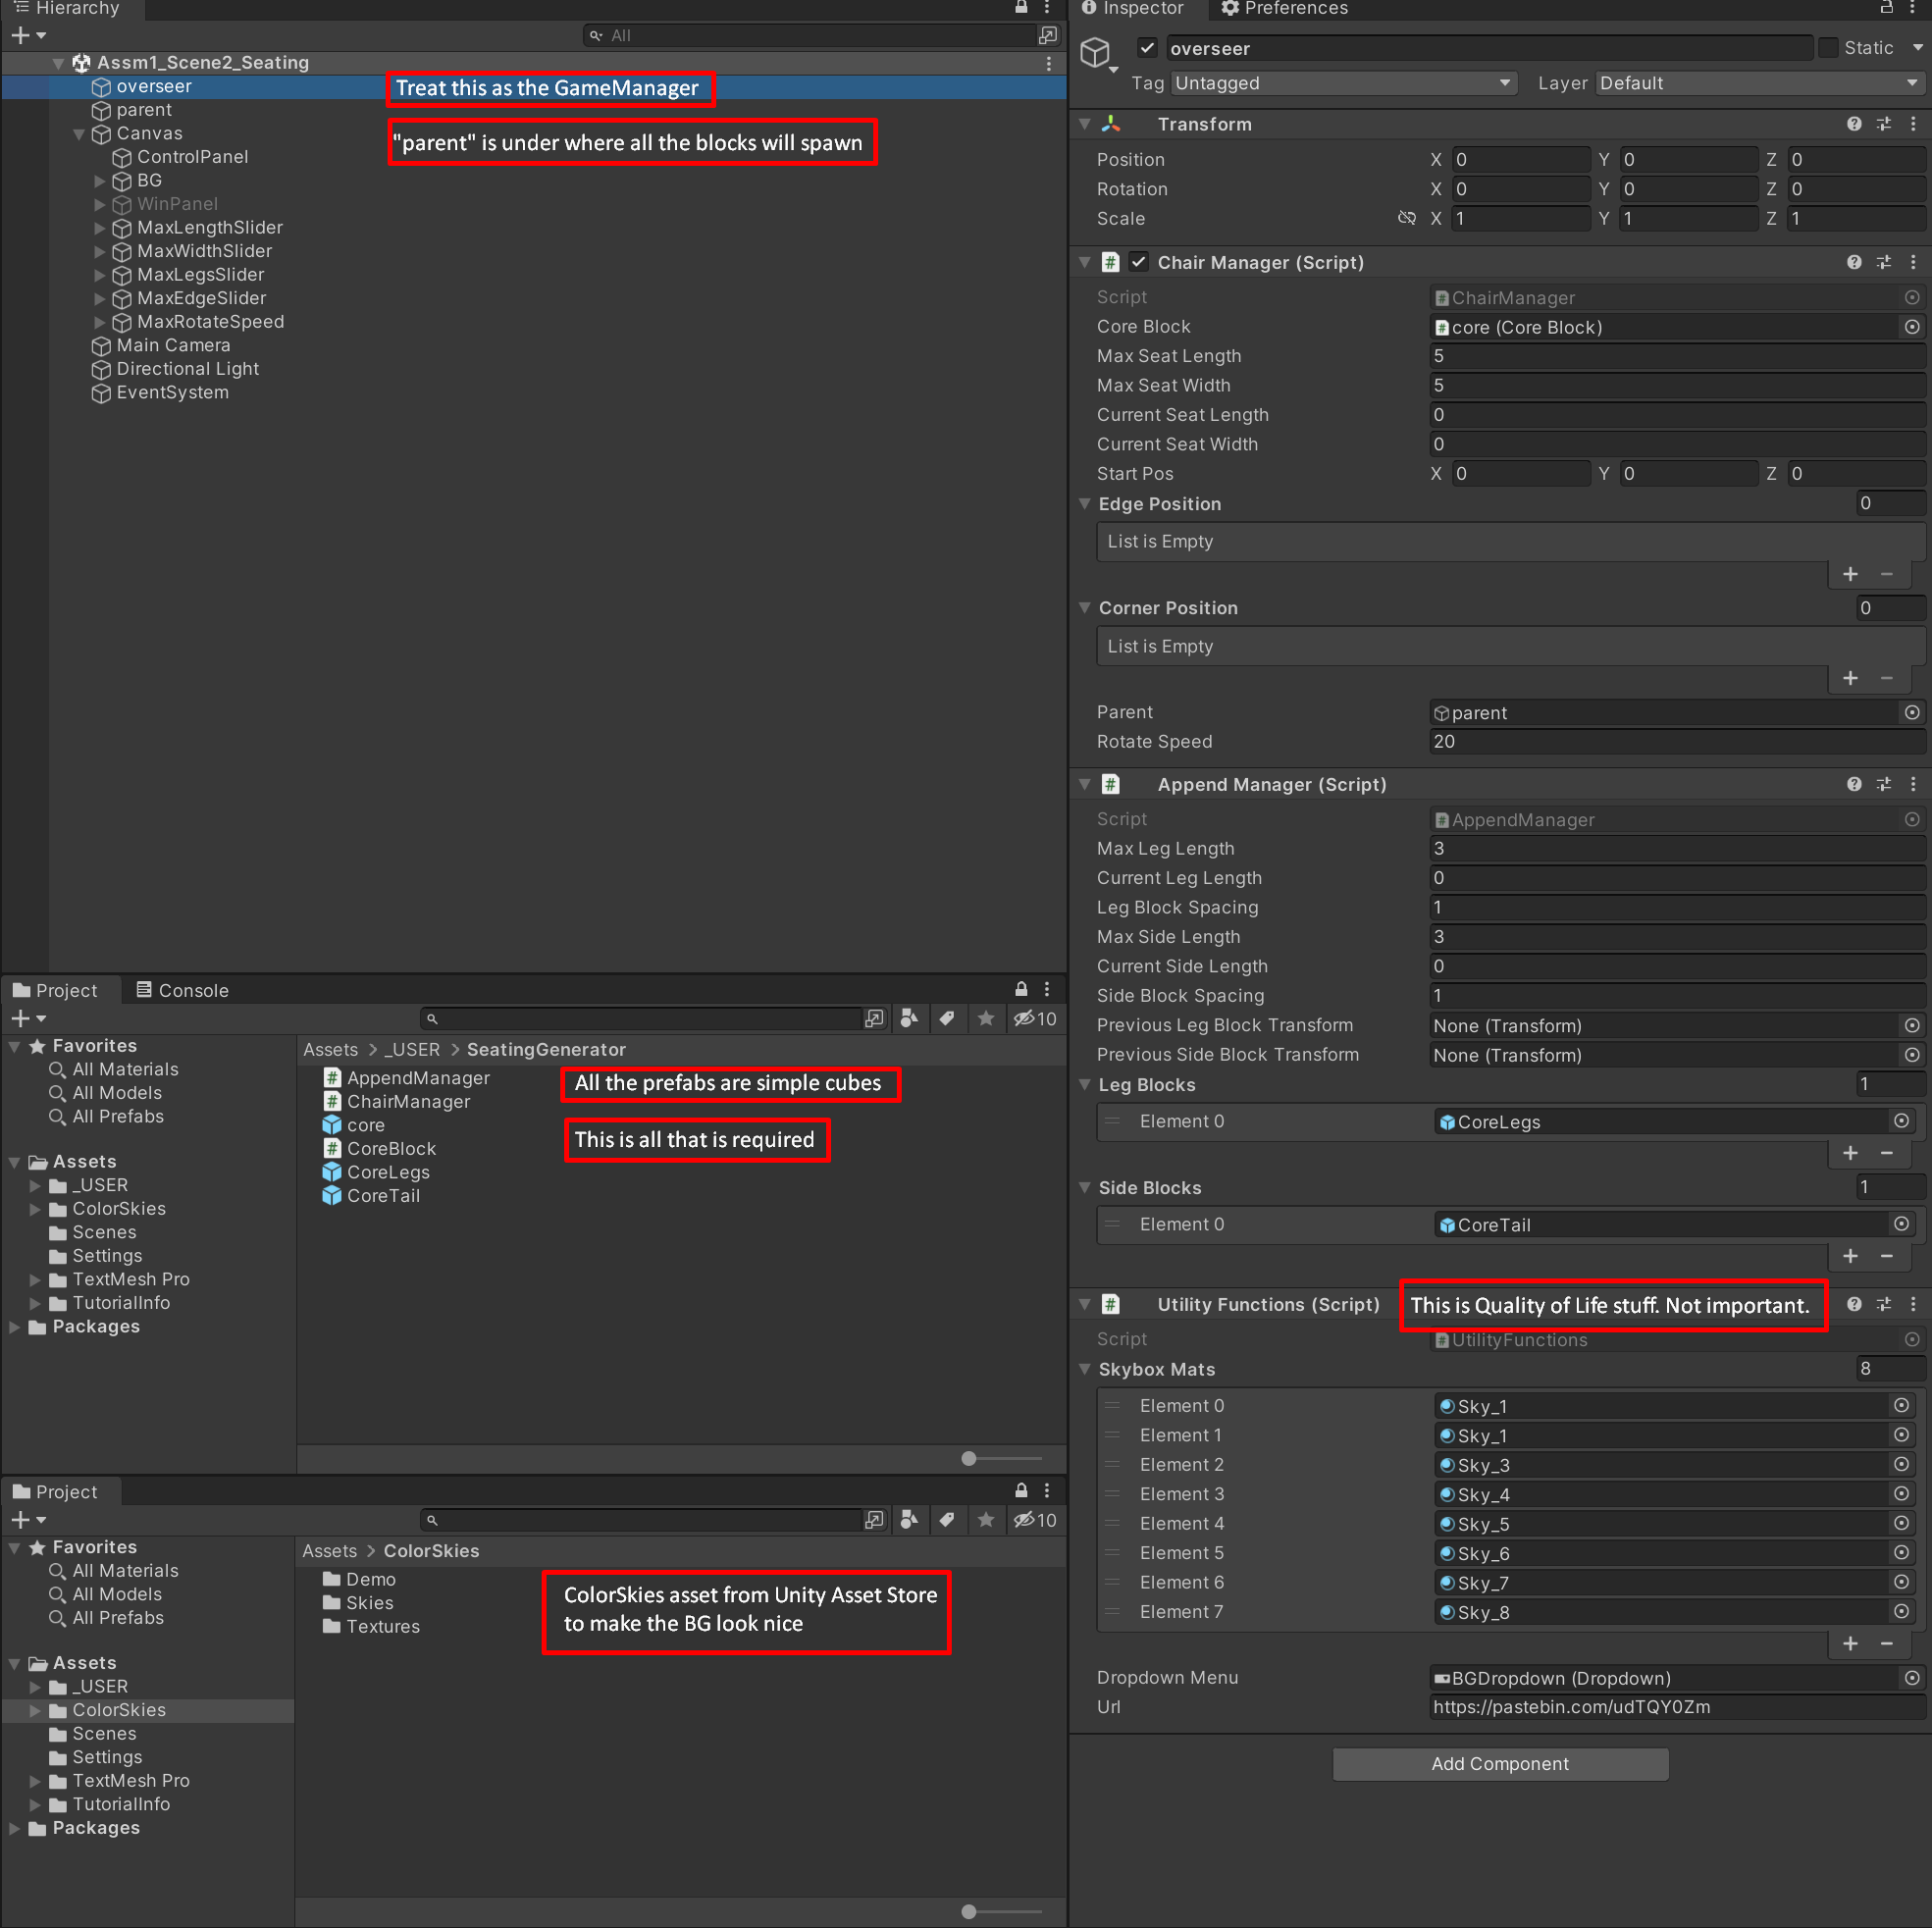 Hierarchy
All
Assm1_Scene2_Seating
overseer
Treat this as the GameManager
parent
"parent" is under where all the blocks will spawn
Canvas
ControlPanel
BG
WinPanel
MaxLengthSlider
MaxWidthSlider
MaxLegsSlider
MaxEdgeSlider
MaxRotateSpeed
Main Camera
Directional Light
EventSystem
Project
Console
10
Favorites
All Materials
All Models
All Prefabs
Assets
_USER
ColorSkies
Scenes
Settings
TextMesh Pro
TutorialInfo
Packages
Assets > _USER > SeatingGenerator
AppendManager
ChairManager
core
CoreBlock
CoreLegs
CoreTail
All the prefabs are simple cubes
This is all that is required
Project
10
Favorites
All Materials
All Models
All Prefabs
Assets
_USER
ColorSkies
Scenes
Settings
TextMesh Pro
TutorialInfo
Packages
Assets > ColorSkies
Demo
Skies
Textures
ColorSkies asset from Unity Asset Store
to make the BG look nice
Inspector
Preferences
overseer
Static
Tag Untagged
Layer Default
Transform
Position X 0 Y 0 Z 0
Rotation X 0 Y 0 Z 0
Scale X 1 Y 1 Z 1
# Chair Manager (Script)
Script # ChairManager
Core Block # core (Core Block)
Max Seat Length 5
Max Seat Width 5
Current Seat Length 0
Current Seat Width 0
Start Pos X 0 Y 0 Z 0
Edge Position 0
List is Empty
+ −
Corner Position 0
List is Empty
+ −
Parent parent
Rotate Speed 20
# Append Manager (Script)
Script # AppendManager
Max Leg Length 3
Current Leg Length 0
Leg Block Spacing 1
Max Side Length 3
Current Side Length 0
Side Block Spacing 1
Previous Leg Block Transform None (Transform)
Previous Side Block Transform None (Transform)
Leg Blocks 1
Element 0 CoreLegs
+ −
Side Blocks 1
Element 0 CoreTail
+ −
# Utility Functions (Script)
This is Quality of Life stuff. Not important.
Script # UtilityFunctions
Skybox Mats 8
Element 0 Sky_1
Element 1 Sky_1
Element 2 Sky_3
Element 3 Sky_4
Element 4 Sky_5
Element 5 Sky_6
Element 6 Sky_7
Element 7 Sky_8
+ −
Dropdown Menu BGDropdown (Dropdown)
Url https://pastebin.com/udTQY0Zm
Add Component